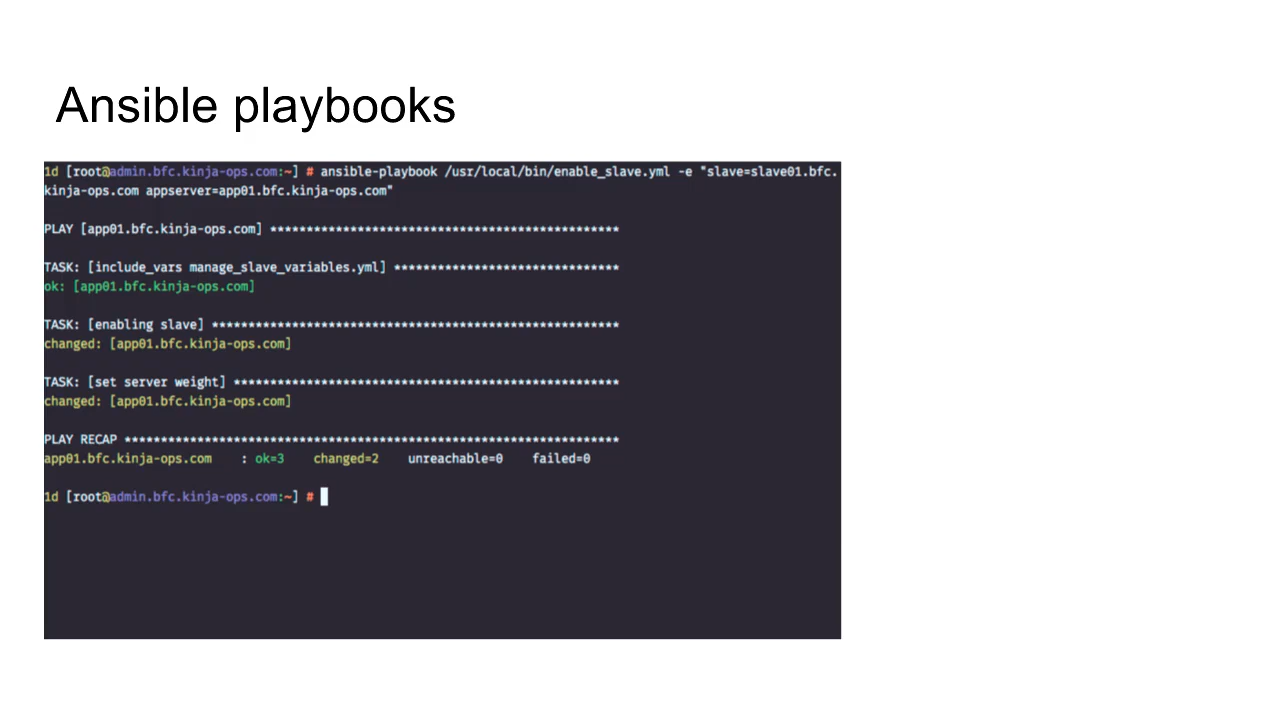 Ansible playbooks
1d [root@admin.bfc.kinja-ops.com:~] # ansible-playbook /usr/local/bin/enable_slave.yml -e "slave=slave01.bfc.
kinja-ops.com appserver=app01.bfc.kinja-ops.com"
PLAY [app01.bfc.kinja-ops.com] ************************************************
TASK: [include_vars manage_slave_variables.yml] *******************************
ok: [app01.bfc.kinja-ops.com]
TASK: [enabling slave] ********************************************************
changed: [app01.bfc.kinja-ops.com]
TASK: [set server weight] *****************************************************
changed: [app01.bfc.kinja-ops.com]
PLAY RECAP ********************************************************************
app01.bfc.kinja-ops.com    : ok=3    changed=2    unreachable=0    failed=0
1d [root@admin.bfc.kinja-ops.com:~] #